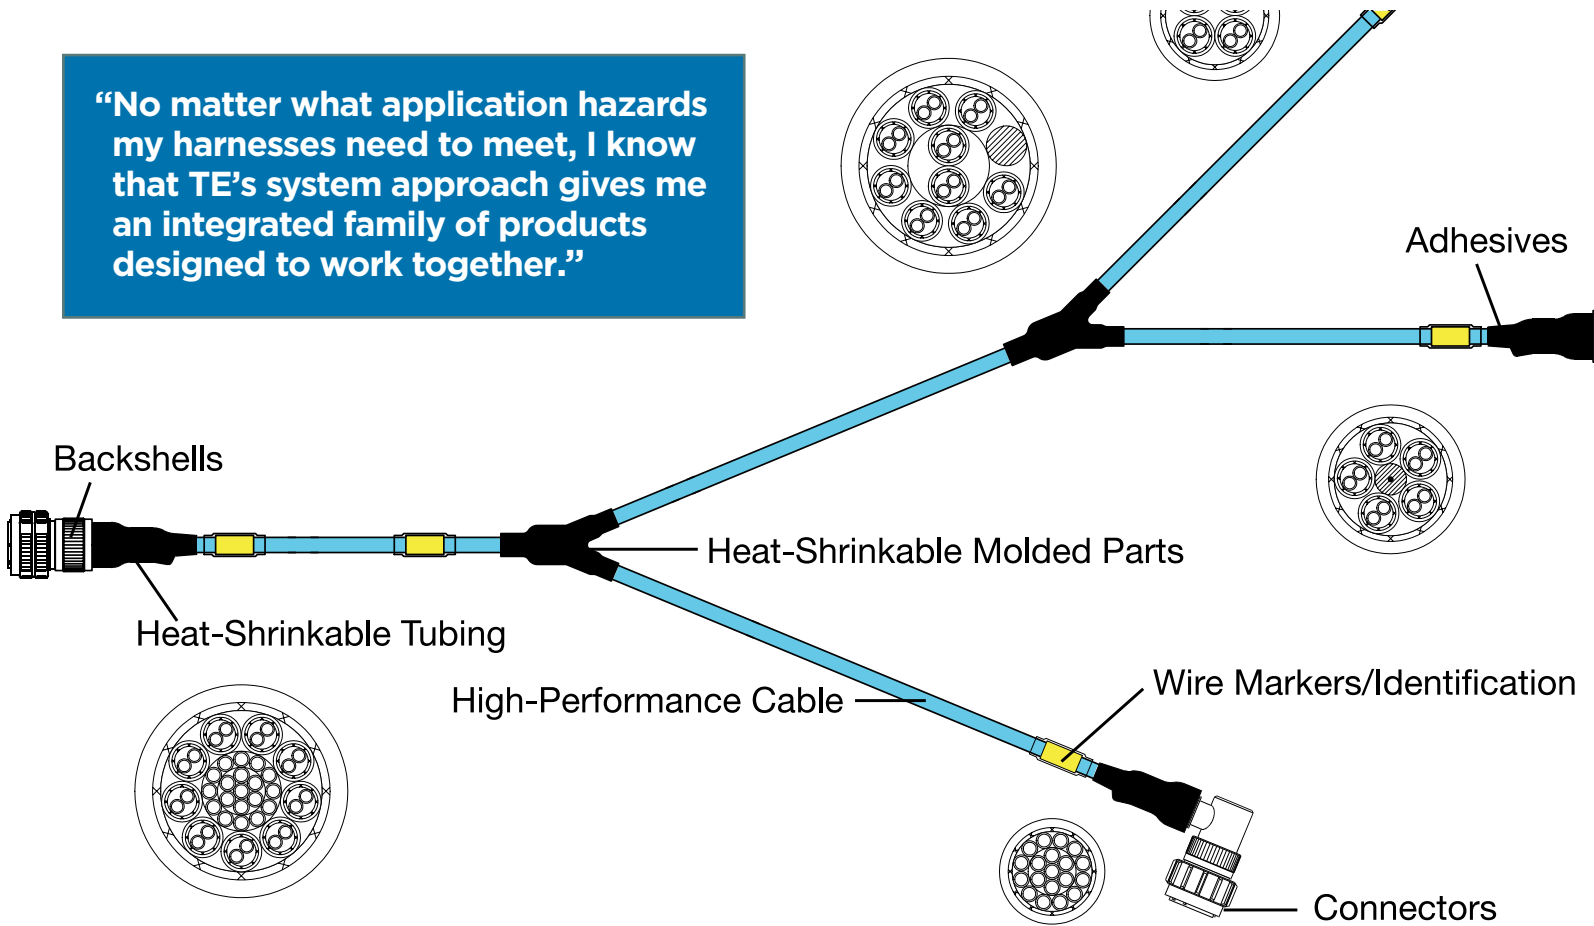 “No matter what application hazards
my harnesses need to meet, I know
that TE’s system approach gives me
an integrated family of products
designed to work together.”
Adhesives
Backshells
Heat-Shrinkable Molded Parts
Heat-Shrinkable Tubing
High-Performance Cable
Wire Markers/Identification
Connectors